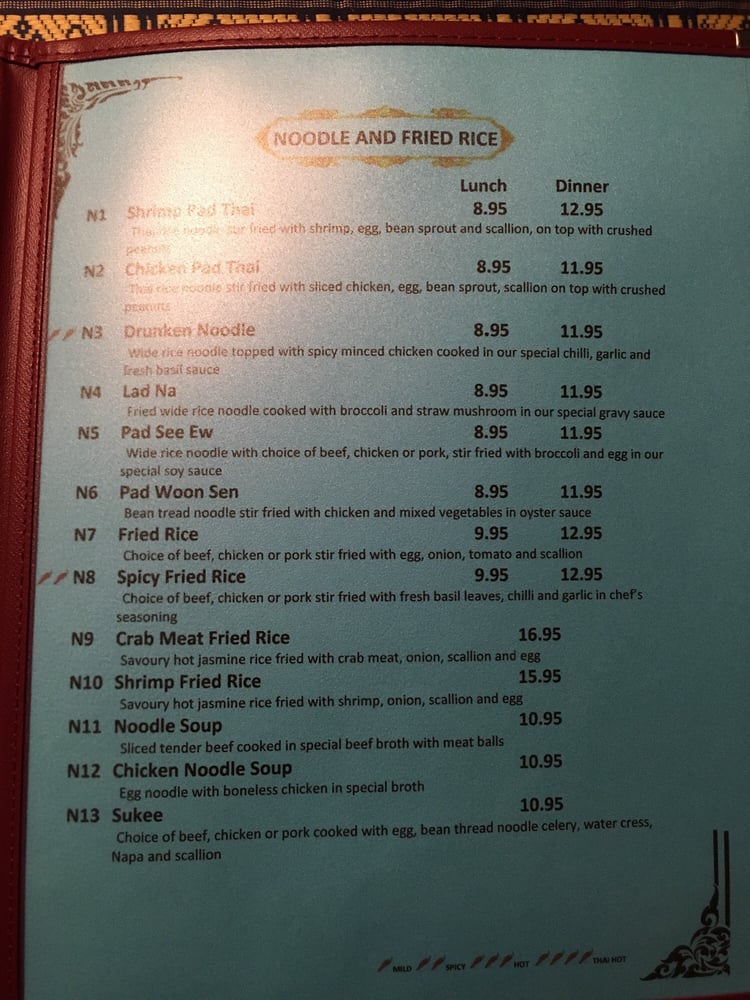 NOODLE AND FRIED RICE
Lunch Dinner
N1 Shrimp Pad Thai 8.95 12.95
Thai rice noodle stir fried with shrimp, egg, bean sprout and scallion, on top with crushed
peanuts
N2 Chicken Pad Thai 8.95 11.95
Thai rice noodle stir fried with sliced chicken, egg, bean sprout, scallion on top with crushed
peanuts
N3 Drunken Noodle 8.95 11.95
Wide rice noodle topped with spicy minced chicken cooked in our special chilli, garlic and
fresh basil sauce
N4 Lad Na 8.95 11.95
Fried wide rice noodle cooked with broccoli and straw mushroom in our special gravy sauce
N5 Pad See Ew 8.95 11.95
Wide rice noodle with choice of beef, chicken or pork, stir fried with broccoli and egg in our
special soy sauce
N6 Pad Woon Sen 8.95 11.95
Bean tread noodle stir fried with chicken and mixed vegetables in oyster sauce
N7 Fried Rice 9.95 12.95
Choice of beef, chicken or pork stir fried with egg, onion, tomato and scallion
N8 Spicy Fried Rice 9.95 12.95
Choice of beef, chicken or pork stir fried with fresh basil leaves, chilli and garlic in chef's
seasoning
N9 Crab Meat Fried Rice 16.95
Savoury hot jasmine rice fried with crab meat, onion, scallion and egg
N10 Shrimp Fried Rice 15.95
Savoury hot jasmine rice fried with shrimp, onion, scallion and egg
N11 Noodle Soup 10.95
Sliced tender beef cooked in special beef broth with meat balls
N12 Chicken Noodle Soup 10.95
Egg noodle with boneless chicken in special broth
N13 Sukee 10.95
Choice of beef, chicken or pork cooked with egg, bean thread noodle celery, water cress,
Napa and scallion
MILD SPICY HOT THAI HOT